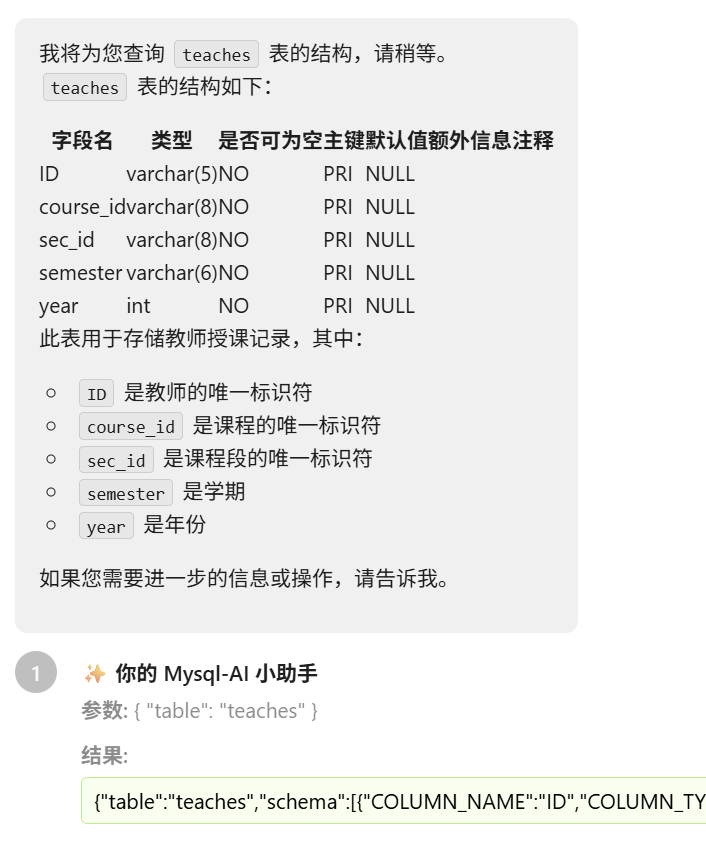 我将为您查询 teaches 表的结构，请稍等。
teaches 表的结构如下：
字段名 类型 是否可为空 主键 默认值 额外信息 注释
ID varchar(5) NO PRI NULL
course_id varchar(8) NO PRI NULL
sec_id varchar(8) NO PRI NULL
semester varchar(6) NO PRI NULL
year int NO PRI NULL
此表用于存储教师授课记录，其中：
ID 是教师的唯一标识符
course_id 是课程的唯一标识符
sec_id 是课程段的唯一标识符
semester 是学期
year 是年份
如果您需要进一步的信息或操作，请告诉我。
1 ✨ 你的 Mysql-AI 小助手
参数: { "table": "teaches" }
结果:
{"table":"teaches","schema":[{"COLUMN_NAME":"ID","COLUMN_TY